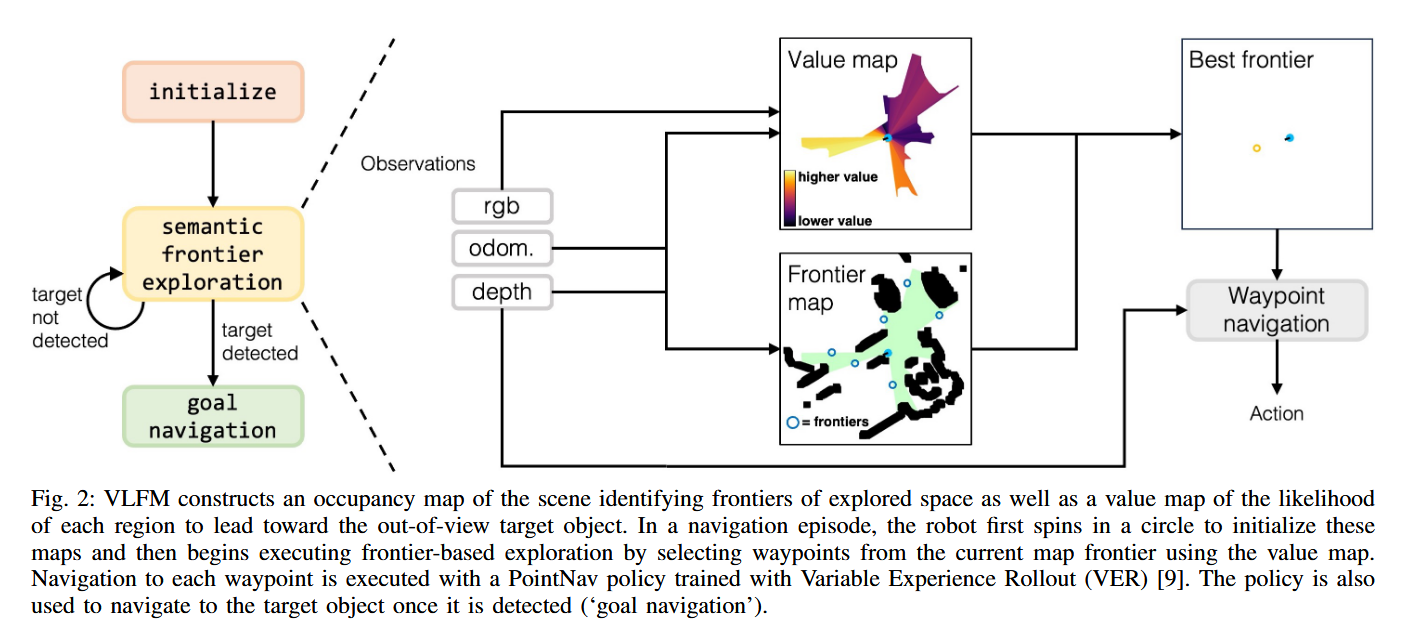 initialize
semantic
frontier
exploration
target
not
detected
target
detected
goal
navigation
Observations
rgb
odom.
depth
Value map
higher value
lower value
Frontier
map
= frontiers
Best frontier
Waypoint
navigation
Action
Fig. 2: VLFM constructs an occupancy map of the scene identifying frontiers of explored space as well as a value map of the likelihood
of each region to lead toward the out-of-view target object. In a navigation episode, the robot first spins in a circle to initialize these
maps and then begins executing frontier-based exploration by selecting waypoints from the current map frontier using the value map.
Navigation to each waypoint is executed with a PointNav policy trained with Variable Experience Rollout (VER) [9]. The policy is also
used to navigate to the target object once it is detected (‘goal navigation’).